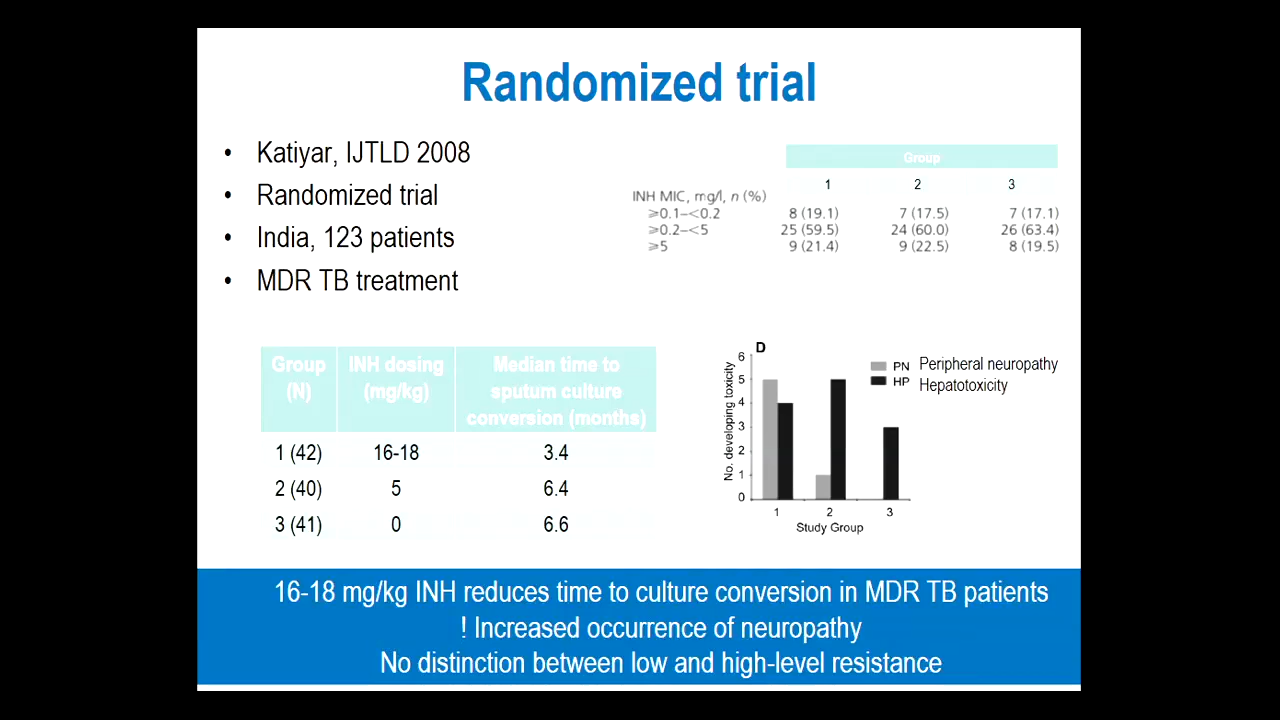 Randomized trial
• Katiyar, IJTLD 2008
• Randomized trial
• India, 123 patients
• MDR TB treatment
Group
1 2 3
INH MIC, mg/l, n (%)
≥0.1–<0.2 8 (19.1) 7 (17.5) 7 (17.1)
≥0.2–<5 25 (59.5) 24 (60.0) 26 (63.4)
≥5 9 (21.4) 9 (22.5) 8 (19.5)
Group INH dosing Median time to
(N) (mg/kg) sputum culture
conversion (months)
1 (42) 16-18 3.4
2 (40) 5 6.4
3 (41) 0 6.6
D
No. developing toxicity
6
5
4
3
2
1
0
PN Peripheral neuropathy
HP Hepatotoxicity
1 2 3
Study Group
16-18 mg/kg INH reduces time to culture conversion in MDR TB patients
! Increased occurrence of neuropathy
No distinction between low and high-level resistance